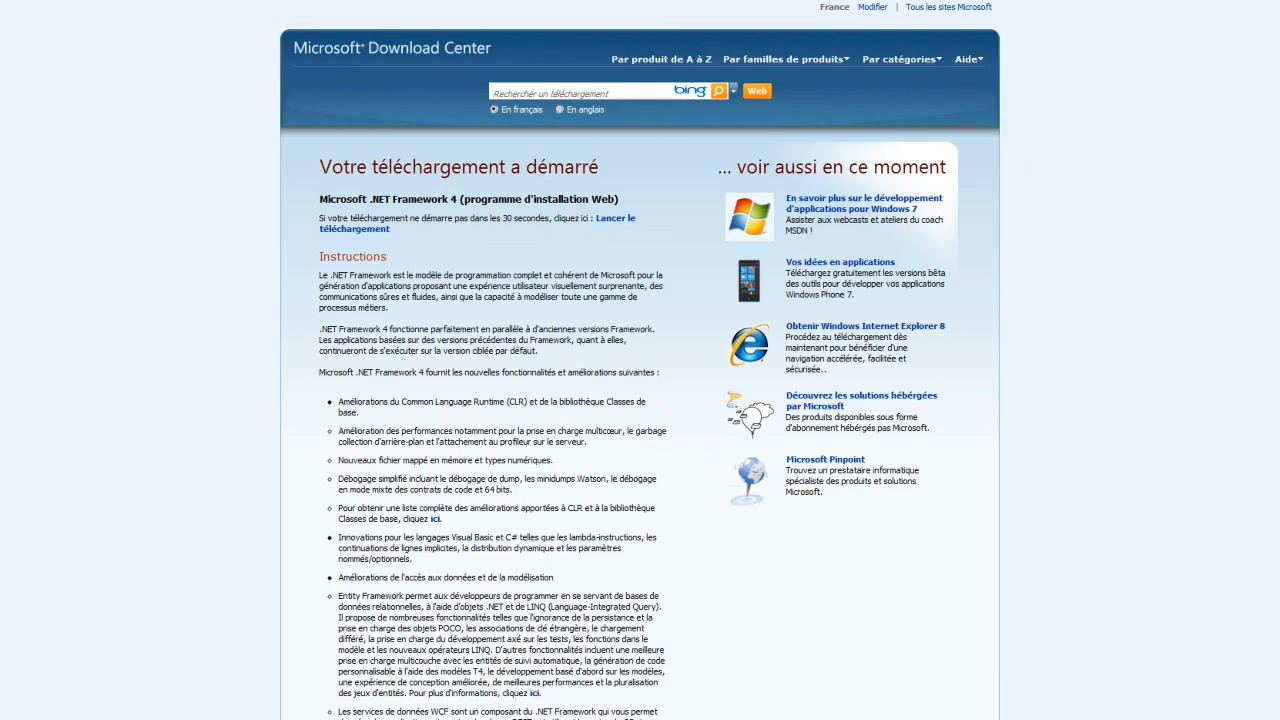 France Modifier | Tous les sites Microsoft
Microsoft® Download Center
Par produit de A à Z Par familles de produits Par catégories Aide
Rechercher un téléchargement bing Web
En français En anglais
Votre téléchargement a démarré
Microsoft .NET Framework 4 (programme d'installation Web)
Si votre téléchargement ne démarre pas dans les 30 secondes, cliquez ici : Lancer le
téléchargement
Instructions
Le .NET Framework est le modèle de programmation complet et cohérent de Microsoft pour la
génération d'applications proposant une expérience utilisateur visuellement surprenante, des
communications sûres et fluides, ainsi que la capacité à modéliser toute une gamme de
processus métiers.
.NET Framework 4 fonctionne parfaitement en parallèle à d'anciennes versions Framework.
Les applications basées sur des versions précédentes du Framework, quant à elles,
continueront de s'exécuter sur la version ciblée par défaut.
Microsoft .NET Framework 4 fournit les nouvelles fonctionnalités et améliorations suivantes :
Améliorations du Common Language Runtime (CLR) et de la bibliothèque Classes de
base.
Amélioration des performances notamment pour la prise en charge multicœur, le garbage
collection d'arrière-plan et l'attachement au profileur sur le serveur.
Nouveaux fichier mappé en mémoire et types numériques.
Débogage simplifié incluant le débogage de dump, les minidumps Watson, le débogage
en mode mixte des contrats de code et 64 bits.
Pour obtenir une liste complète des améliorations apportées à CLR et à la bibliothèque
Classes de base, cliquez ici.
Innovations pour les langages Visual Basic et C# telles que les lambda-instructions, les
continuations de lignes implicites, la distribution dynamique et les paramètres
nommés/optionnels.
Améliorations de l'accès aux données et de la modélisation
Entity Framework permet aux développeurs de programmer en se servant de bases de
données relationnelles, à l'aide d'objets .NET et de LINQ (Language-Integrated Query).
Il propose de nombreuses fonctionnalités telles que l'ignorance de la persistance et la
prise en charge des objets POCO, les associations de clé étrangère, le chargement
différé, la prise en charge du développement axé sur les tests, les fonctions dans le
modèle et les nouveaux opérateurs LINQ. D'autres fonctionnalités incluent une meilleure
prise en charge multicouche avec les entités de suivi automatique, la génération de code
personnalisable à l'aide des modèles T4, le développement basé d'abord sur les modèles,
une expérience de conception améliorée, de meilleures performances et la pluralisation
des jeux d'entités. Pour plus d'informations, cliquez ici.
Les services de données WCF sont un composant du .NET Framework qui vous permet
... voir aussi en ce moment
En savoir plus sur le développement
d'applications pour Windows 7
Assister aux webcasts et ateliers du coach
MSDN !
Vos idées en applications
Téléchargez gratuitement les versions bêta
des outils pour développer vos applications
Windows Phone 7.
Obtenir Windows Internet Explorer 8
Procédez au téléchargement dès
maintenant pour bénéficier d'une
navigation accélérée, facilitée et
sécurisée..
Découvrez les solutions hébérgées
par Microsoft
Des produits disponibles sous forme
d'abonnement hébergés pas Microsoft.
Microsoft Pinpoint
Trouvez un prestataire informatique
spécialiste des produits et solutions
Microsoft.